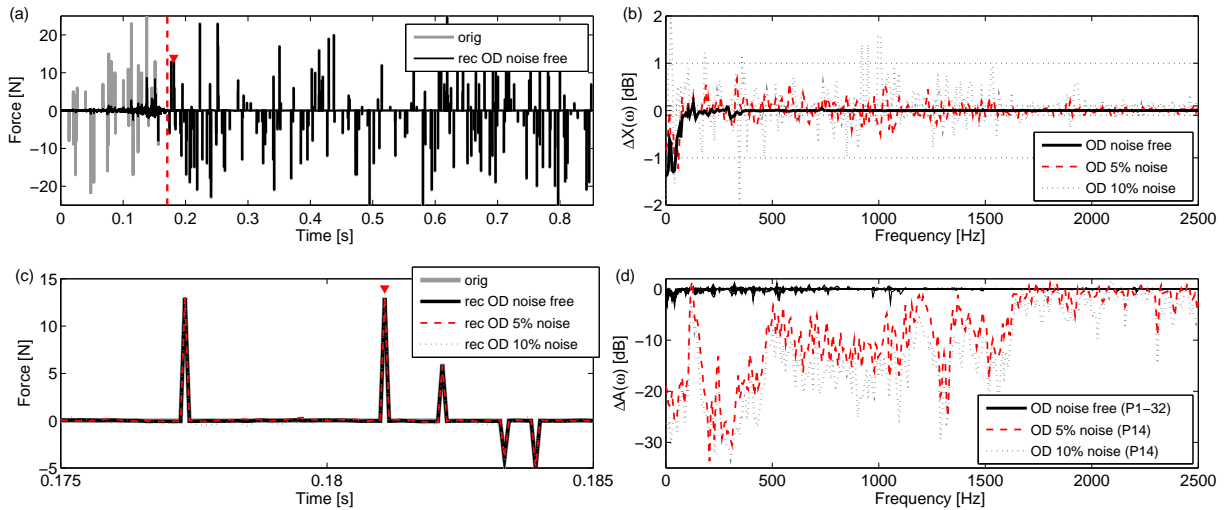 (a)
20
10
0
−10
−20
Force [N]
0
0.1
0.2
0.3
0.4
0.5
0.6
0.7
0.8
Time [s]
orig
rec OD noise free
(b)
2
1
0
−1
−2
ΔX(ω) [dB]
0
500
1000
1500
2000
2500
Frequency [Hz]
OD noise free
OD 5% noise
OD 10% noise
(c)
15
10
5
0
−5
Force [N]
0.175
0.18
0.185
Time [s]
orig
rec OD noise free
rec OD 5% noise
rec OD 10% noise
(d)
0
−10
−20
−30
ΔA(ω) [dB]
0
500
1000
1500
2000
2500
Frequency [Hz]
OD noise free (P1−32)
OD 5% noise (P14)
OD 10% noise (P14)